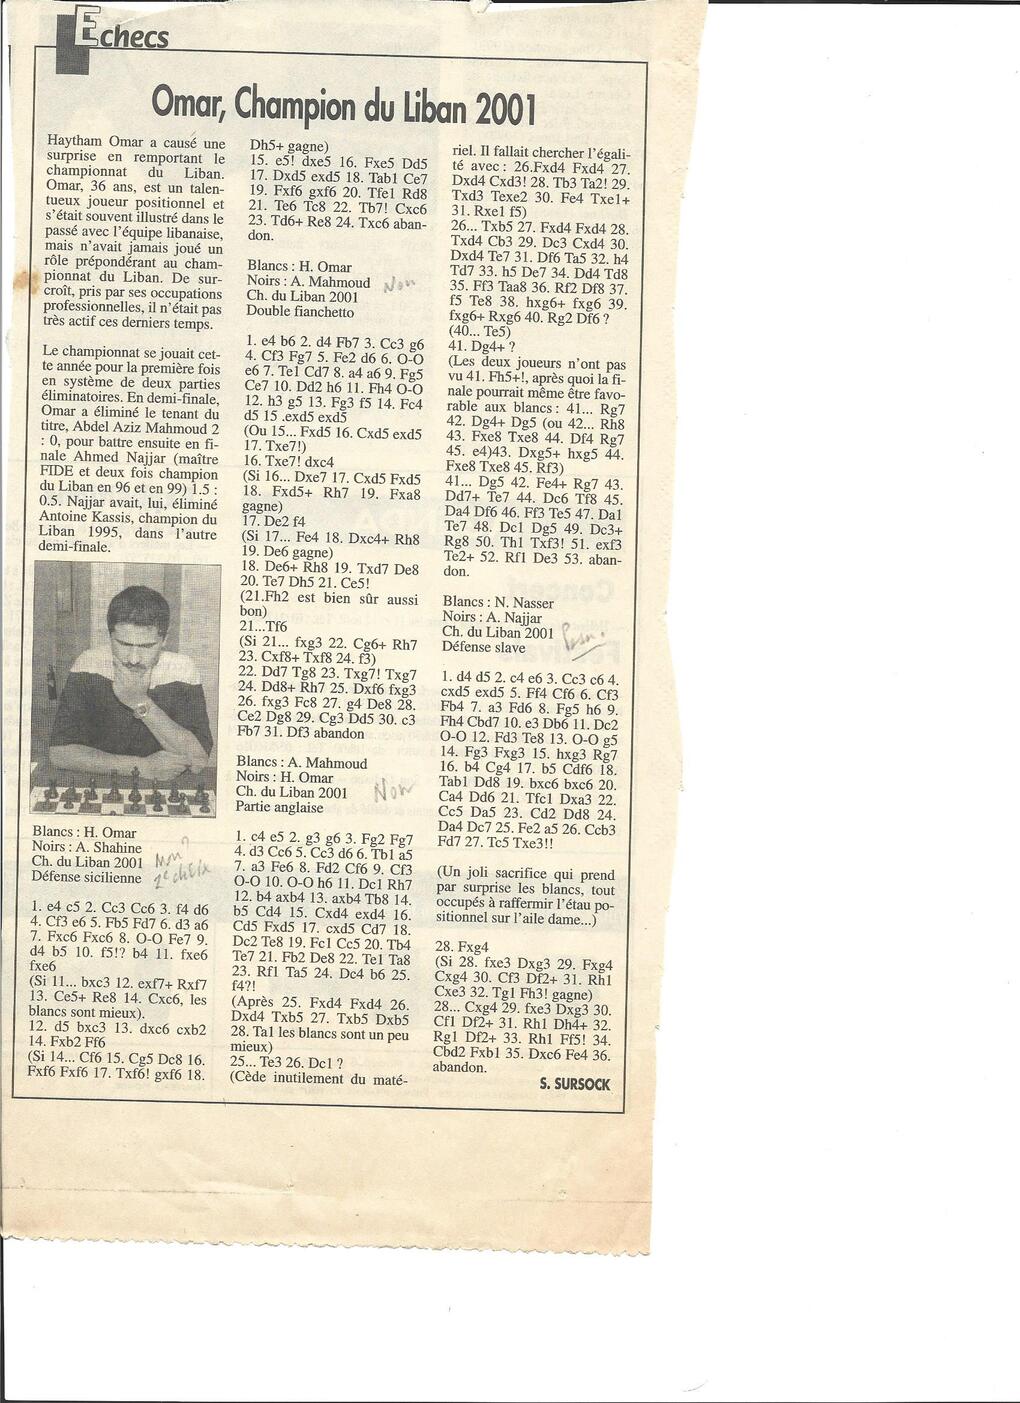 Echecs
Omar, Champion du Liban 2001
Haytham Omar a causé une
surprise en remportant le
championnat du Liban.
Omar, 36 ans, est un talen-
tueux joueur positionnel et
s'était souvent illustré dans le
passé avec l'équipe libanaise,
mais n'avait jamais joué un
rôle prépondérant au cham-
pionnat du Liban. De sur-
croît, pris par ses occupations
professionnelles, il n'était pas
très actif ces derniers temps.
Le championnat se jouait cet-
te année pour la première fois
en système de deux parties
éliminatoires. En demi-finale,
Omar a éliminé le tenant du
titre, Abdel Aziz Mahmoud 2
: 0, pour battre ensuite en fi-
nale Ahmed Najjar (maître
FIDE et deux fois champion
du Liban en 96 et en 99) 1.5 :
0.5. Najjar avait, lui, éliminé
Antoine Kassis, champion du
Liban 1995, dans l'autre
demi-finale.
Blancs : H. Omar
Noirs : A. Shahine
Ch. du Liban 2001
Défense sicilienne
Non?
1. e4 c5 2. Cc3 Cc6 3. f4 d6
4. Cf3 e6 5. Fb5 Fd7 6. d3 a6
7. Fxc6 Fxc6 8. O-O Fe7 9.
d4 b5 10. f5!? b4 11. fxe6
fxe6
(Si 11... bxc3 12. exf7+ Rxf7
13. Ce5+ Re8 14. Cxc6, les
blancs sont mieux).
12. d5 bxc3 13. dxc6 cxb2
14. Fxb2 Ff6
(Si 14... Cf6 15. Cg5 Dc8 16.
Fxf6 Fxf6 17. Txf6! gxf6 18.
Dh5+ gagne)
15. e5! dxe5 16. Fxe5 Dd5
17. Dxd5 exd5 18. Tab1 Ce7
19. Fxf6 gxf6 20. Tfe1 Rd8
21. Te6 Tc8 22. Tb7! Cxc6
23. Td6+ Re8 24. Txc6 aban-
don.
Blancs : H. Omar
Noirs : A. Mahmoud
Non
Ch. du Liban 2001
Double fianchetto
1. e4 b6 2. d4 Fb7 3. Cc3 g6
4. Cf3 Fg7 5. Fe2 d6 6. O-O
e6 7. Te1 Cd7 8. a4 a6 9. Fg5
Ce7 10. Dd2 h6 11. Fh4 O-O
12. h3 g5 13. Fg3 f5 14. Fc4
d5 15 .exd5 exd5
(Ou 15... Fxd5 16. Cxd5 exd5
17. Txe7!)
16. Txe7! dxc4
(Si 16... Dxe7 17. Cxd5 Fxd5
18. Fxd5+ Rh7 19. Fxa8
gagne)
17. De2 f4
(Si 17... Fe4 18. Dxc4+ Rh8
19. De6 gagne)
18. De6+ Rh8 19. Txd7 De8
20. Te7 Dh5 21. Ce5!
(21.Fh2 est bien sûr aussi
bon)
21...Tf6
(Si 21... fxg3 22. Cg6+ Rh7
23. Cxf8+ Txf8 24. f3)
22. Dd7 Tg8 23. Txg7! Txg7
24. Dd8+ Rh7 25. Dxf6 fxg3
26. fxg3 Fc8 27. g4 De8 28.
Ce2 Dg8 29. Cg3 Dd5 30. c3
Fb7 31. Df3 abandon
Blancs : A. Mahmoud
Noirs : H. Omar
Ch. du Liban 2001
Non
Partie anglaise
1. c4 e5 2. g3 g6 3. Fg2 Fg7
4. d3 Cc6 5. Cc3 d6 6. Tb1 a5
7. a3 Fe6 8. Fd2 Cf6 9. Cf3
O-O 10. O-O h6 11. Dc1 Rh7
12. b4 axb4 13. axb4 Tb8 14.
b5 Cd4 15. Cxd4 exd4 16.
Cd5 Fxd5 17. cxd5 Cd7 18.
Dc2 Te8 19. Fc1 Cc5 20. Tb4
Te7 21. Fb2 De8 22. Te1 Ta8
23. Rf1 Ta5 24. Dc4 b6 25.
f4?!
(Après 25. Fxd4 Fxd4 26.
Dxd4 Txb5 27. Txb5 Dxb5
28. Ta1 les blancs sont un peu
mieux)
25... Te3 26. Dc1 ?
(Cède inutilement du maté-
riel. Il fallait chercher l'égali-
té avec : 26.Fxd4 Fxd4 27.
Dxd4 Cxd3! 28. Tb3 Ta2! 29.
Txd3 Texe2 30. Fe4 Txe1+
31. Rxe1 f5)
26... Txb5 27. Fxd4 Fxd4 28.
Txd4 Cb3 29. Dc3 Cxd4 30.
Dxd4 Te7 31. Df6 Ta5 32. h4
Td7 33. h5 De7 34. Dd4 Td8
35. Ff3 Taa8 36. Rf2 Df8 37.
f5 Te8 38. hxg6+ fxg6 39.
fxg6+ Rxg6 40. Rg2 Df6 ?
(40... Te5)
41. Dg4+ ?
(Les deux joueurs n'ont pas
vu 41. Fh5+!, après quoi la fi-
nale pourrait même être favo-
rable aux blancs : 41... Rg7
42. Dg4+ Dg5 (ou 42... Rh8
43. Fxe8 Txe8 44. Df4 Rg7
45. e4)43. Dxg5+ hxg5 44.
Fxe8 Txe8 45. Rf3)
41... Dg5 42. Fe4+ Rg7 43.
Dd7+ Te7 44. Dc6 Tf8 45.
Da4 Df6 46. Ff3 Te5 47. Da1
Te7 48. Dc1 Dg5 49. Dc3+
Rg8 50. Th1 Txf3! 51. exf3
Te2+ 52. Rf1 De3 53. aban-
don.
Blancs : N. Nasser
Noirs : A. Najjar
Ch. du Liban 2001
Défense slave
1. d4 d5 2. c4 e6 3. Cc3 c6 4.
cxd5 exd5 5. Ff4 Cf6 6. Cf3
Fb4 7. a3 Fd6 8. Fg5 h6 9.
Fh4 Cbd7 10. e3 Db6 11. Dc2
O-O 12. Fd3 Te8 13. O-O g5
14. Fg3 Fxg3 15. hxg3 Rg7
16. b4 Cg4 17. b5 Cdf6 18.
Tab1 Dd8 19. bxc6 bxc6 20.
Ca4 Dd6 21. Tfc1 Dxa3 22.
Cc5 Da5 23. Cd2 Dd8 24.
Da4 Dc7 25. Fe2 a5 26. Ccb3
Fd7 27. Tc5 Txe3!!
(Un joli sacrifice qui prend
par surprise les blancs, tout
occupés à raffermir l'étau po-
sitionnel sur l'aile dame...)
28. Fxg4
(Si 28. fxe3 Dxg3 29. Fxg4
Cxg4 30. Cf3 Df2+ 31. Rh1
Cxe3 32. Tg1 Fh3! gagne)
28... Cxg4 29. fxe3 Dxg3 30.
Cf1 Df2+ 31. Rh1 Dh4+ 32.
Rg1 Df2+ 33. Rh1 Ff5! 34.
Cbd2 Fxb1 35. Dxc6 Fe4 36.
abandon.
S. SURSOCK